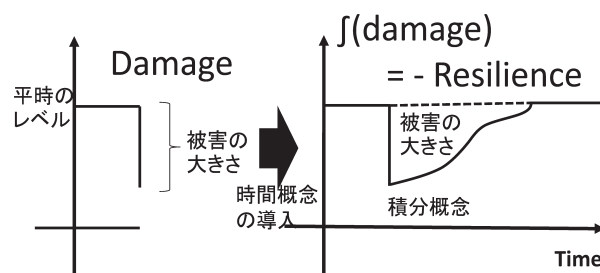 Damage
平時の
レベル
被害の
大きさ
時間概念
の導入
∫(damage)
= - Resilience
被害の
大きさ
積分概念
Time